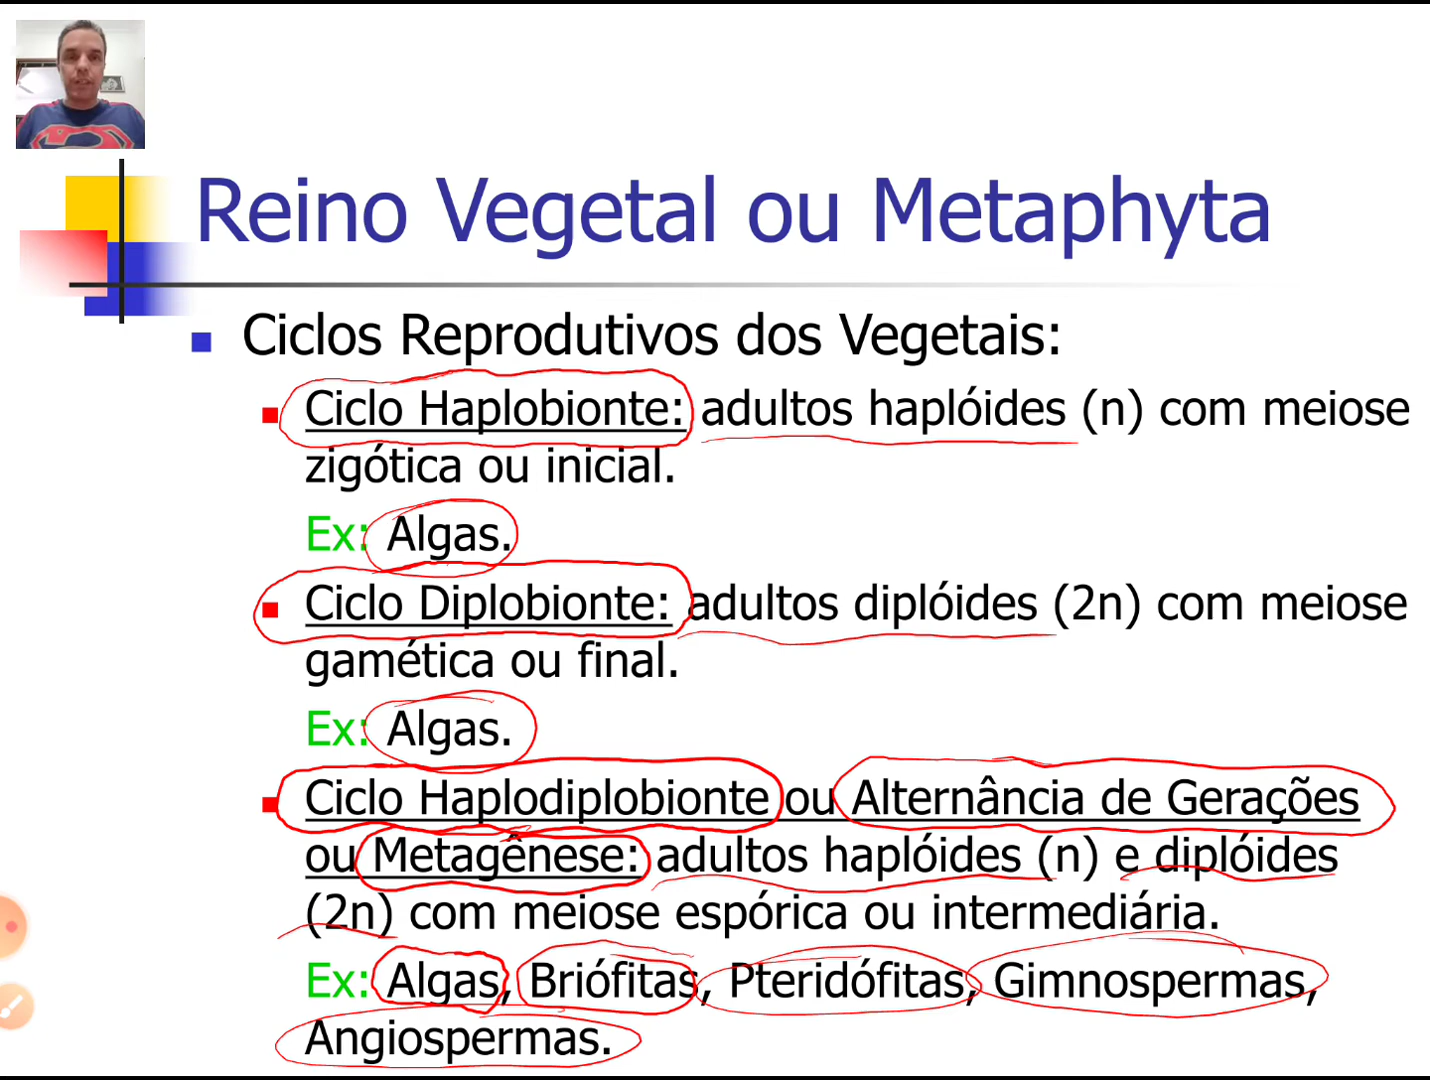 Reino Vegetal ou Metaphyta
Ciclos Reprodutivos dos Vegetais:
Ciclo Haplobionte: adultos haplóides (n) com meiose
zigótica ou inicial.
Ex: Algas.
Ciclo Diplobionte: adultos diplóides (2n) com meiose
gamética ou final.
Ex: Algas.
Ciclo Haplodiplobionte ou Alternância de Gerações
ou Metagênese: adultos haplóides (n) e diplóides
(2n) com meiose espórica ou intermediária.
Ex: Algas, Briófitas, Pteridófitas, Gimnospermas,
Angiospermas.